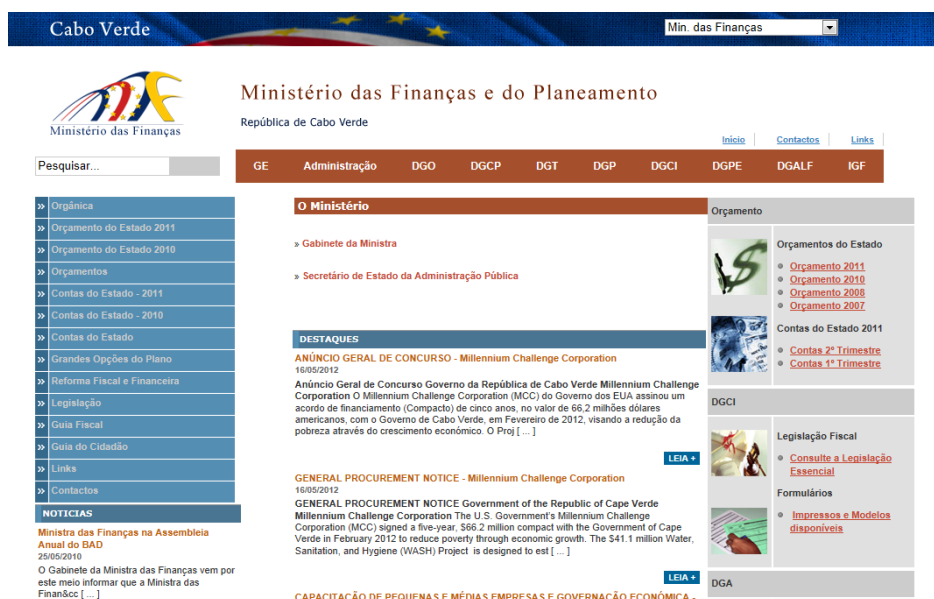 Cabo Verde
Min. das Finanças
Ministério das Finanças
Ministério das Finanças e do Planeamento
República de Cabo Verde
Inicio
Contactos
Links
Pesquisar...
GE Administração DGO DGCP DGT DGP DGCI DGPE DGALF IGF
» Orgânica
» Orçamento do Estado 2011
» Orçamento do Estado 2010
» Orçamentos
» Contas do Estado - 2011
» Contas do Estado - 2010
» Contas do Estado
» Grandes Opções do Plano
» Reforma Fiscal e Financeira
» Legislação
» Guia Fiscal
» Guia do Cidadão
» Links
» Contactos
NOTICIAS
Ministra das Finanças na Assembleia
Anual do BAD
25/05/2010
O Gabinete da Ministra das Finanças vem por
este meio informar que a Ministra das
Finan&cc [ ... ]
O Ministério
» Gabinete da Ministra
» Secretário de Estado da Administração Pública
DESTAQUES
ANÚNCIO GERAL DE CONCURSO - Millennium Challenge Corporation
16/05/2012
Anúncio Geral de Concurso Governo da República de Cabo Verde Millennium Challenge
Corporation O Millennium Challenge Corporation (MCC) do Governo dos EUA assinou um
acordo de financiamento (Compacto) de cinco anos, no valor de 66,2 milhões dólares
americanos, com o Governo de Cabo Verde, em Fevereiro de 2012, visando a redução da
pobreza através do crescimento económico. O Proj [ ... ]
LEIA +
GENERAL PROCUREMENT NOTICE - Millennium Challenge Corporation
16/05/2012
GENERAL PROCUREMENT NOTICE Government of the Republic of Cape Verde
Millennium Challenge Corporation The U.S. Government's Millennium Challenge
Corporation (MCC) signed a five-year, $66.2 million compact with the Government of Cape
Verde in February 2012 to reduce poverty through economic growth. The $41.1 million Water,
Sanitation, and Hygiene (WASH) Project is designed to est [ ... ]
LEIA +
CAPACITAÇÃO DE PEQUENAS E MÉDIAS EMPRESAS E GOVERNAÇÃO ECONÓMICA -
Orçamento
Orçamentos do Estado
Orçamento 2011
Orçamento 2010
Orçamento 2008
Orçamento 2007
Contas do Estado 2011
Contas 2º Trimestre
Contas 1º Trimestre
DGCI
Legislação Fiscal
Consulte a Legislação
Essencial
Formulários
Impressos e Modelos
disponíveis
DGA